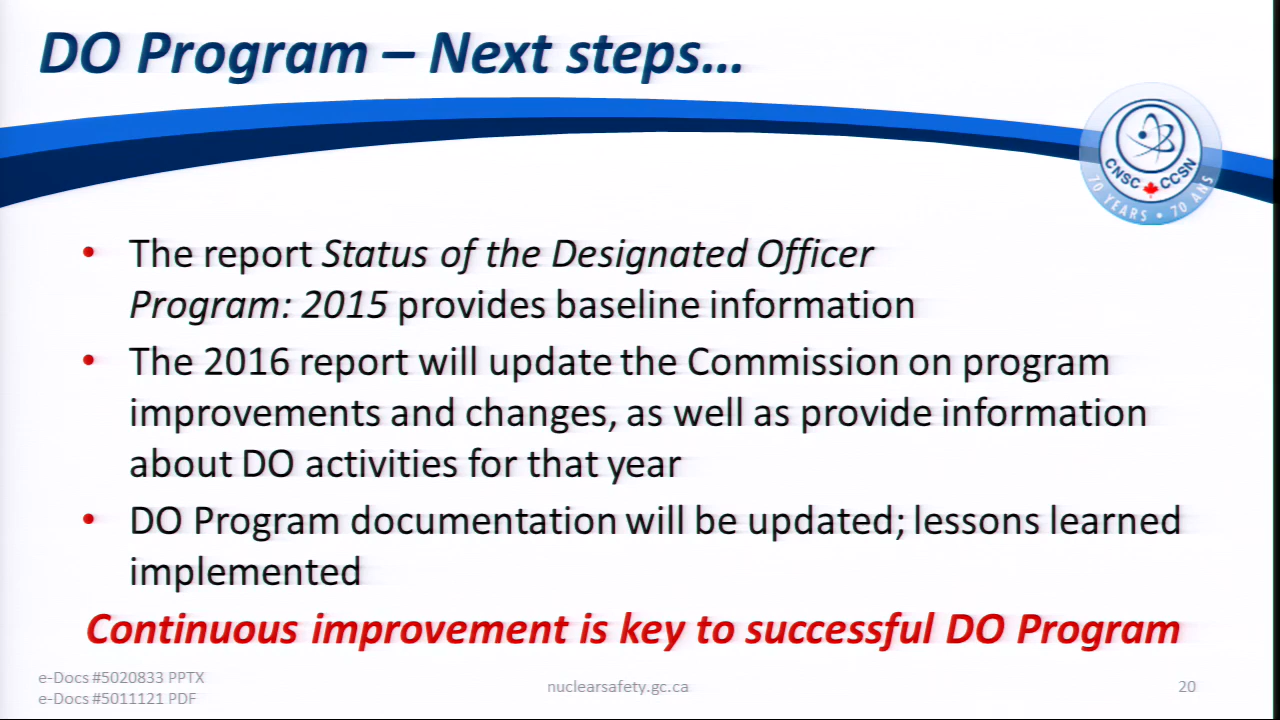 DO Program – Next steps...
CNSC CCSN
70 YEARS • 70 ANS
• The report Status of the Designated Officer
Program: 2015 provides baseline information
• The 2016 report will update the Commission on program
improvements and changes, as well as provide information
about DO activities for that year
• DO Program documentation will be updated; lessons learned
implemented
Continuous improvement is key to successful DO Program
e-Docs #5020833 PPTX
e-Docs #5011121 PDF
nuclearsafety.gc.ca
20